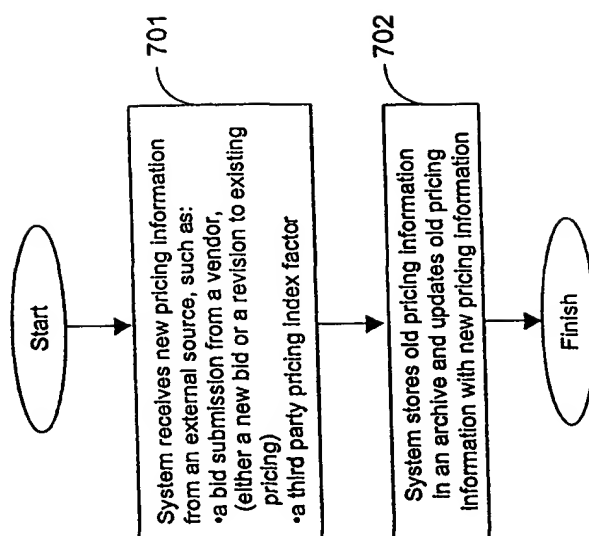 Start
701
System receives new pricing information
from an external source, such as:
•a bid submission from a vendor,
(either a new bid or a revision to existing
pricing)
•a third party pricing index factor
702
System stores old pricing information
in an archive and updates old pricing
information with new pricing information
Finish